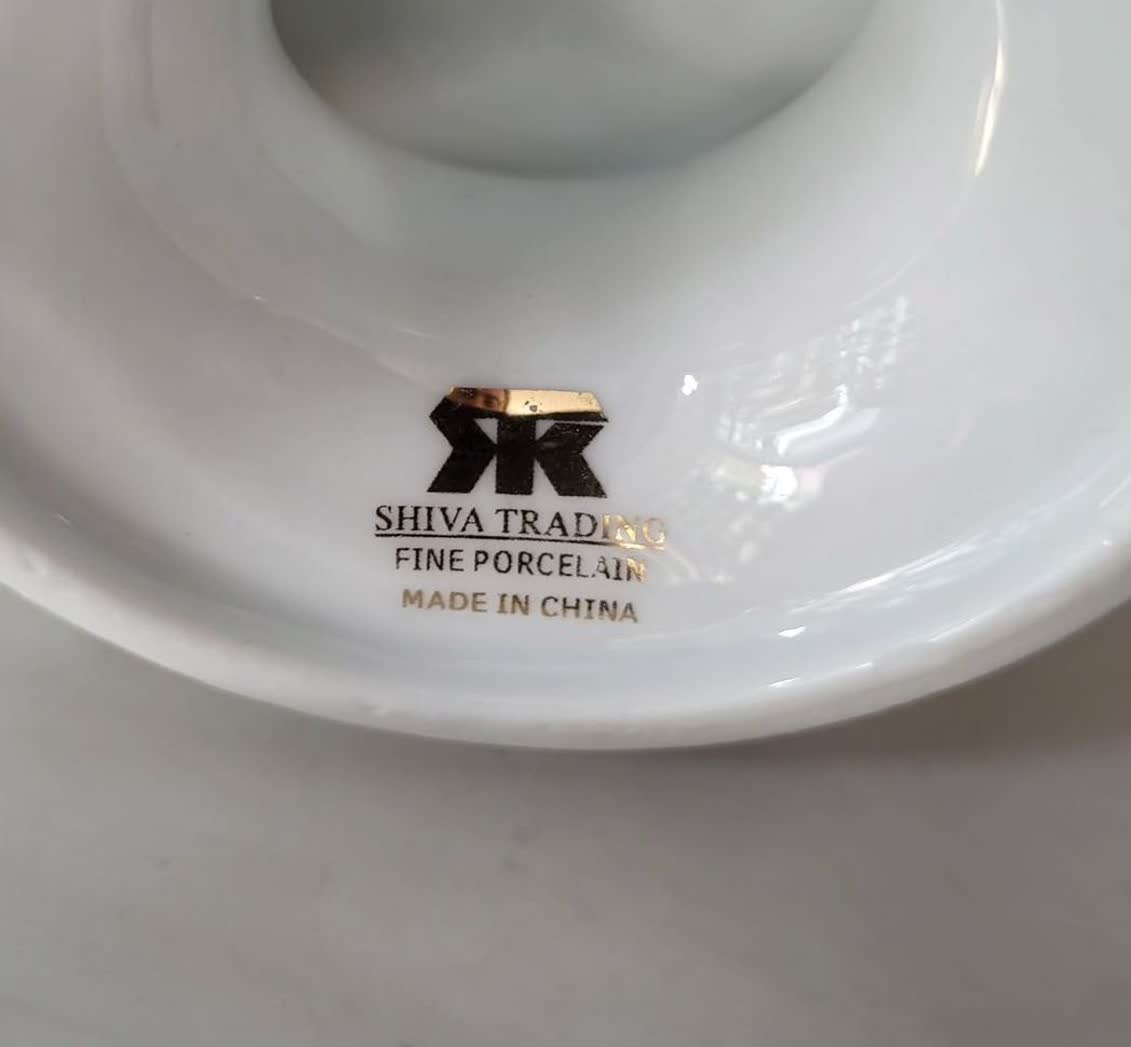 SHIVA TRADING
FINE PORCELAIN
MADE IN CHINA